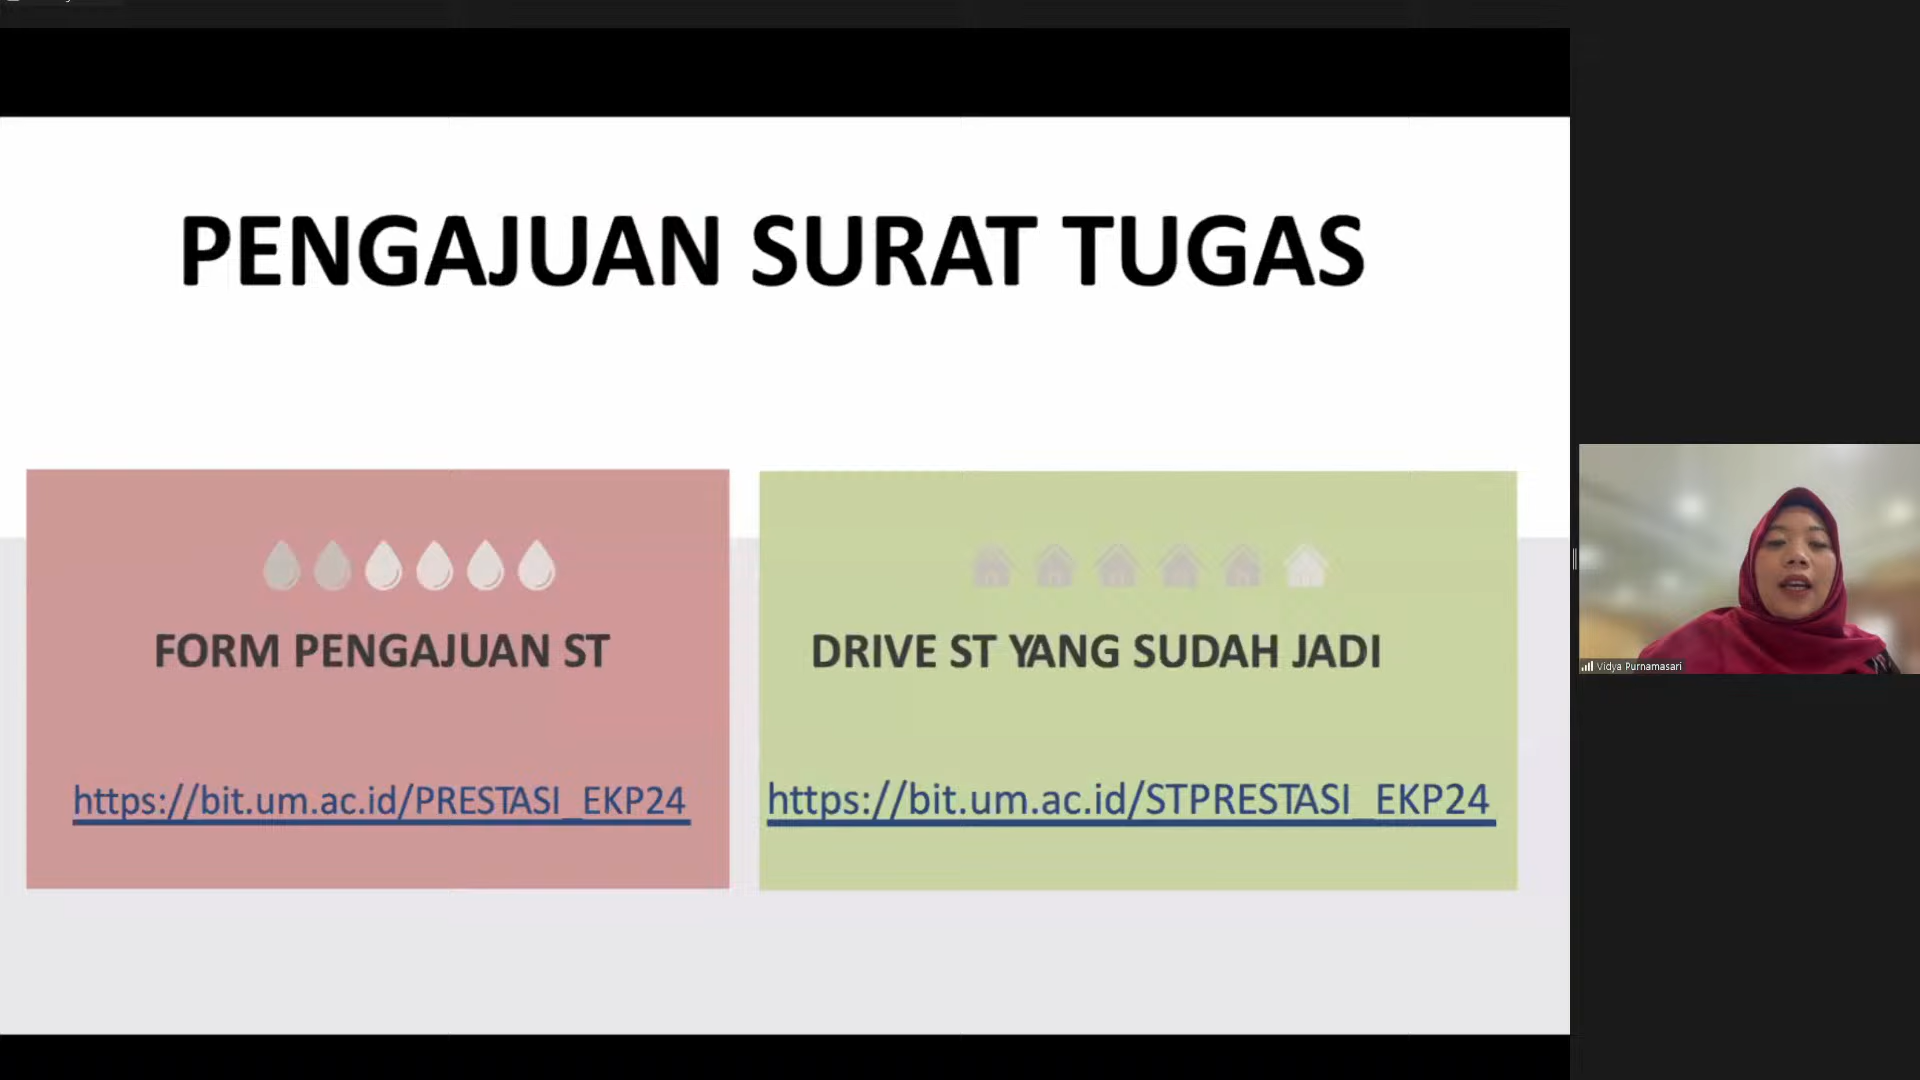 PENGAJUAN SURAT TUGAS
FORM PENGAJUAN ST
https://bit.um.ac.id/PRESTASI_EKP24
DRIVE ST YANG SUDAH JADI
https://bit.um.ac.id/STPRESTASI_EKP24
Vidya Purnamasari